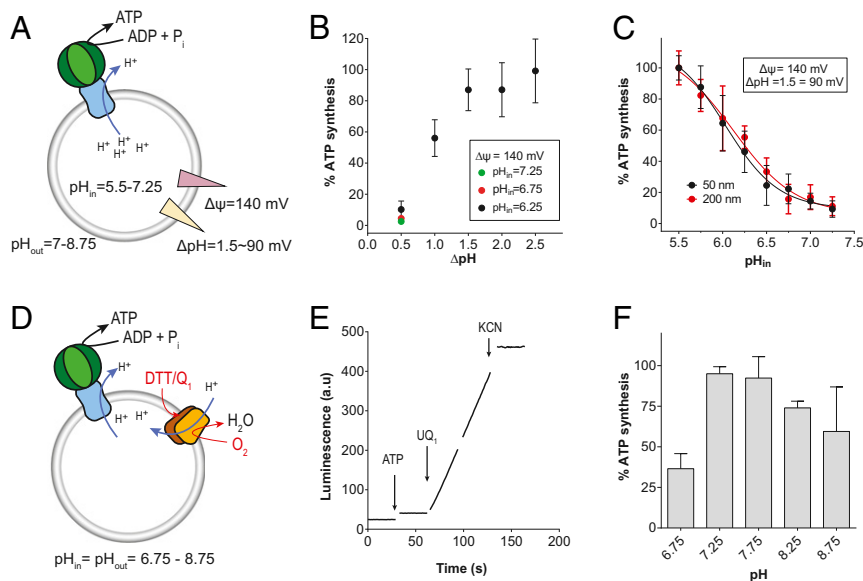 A
ATP
ADP + Pi
H+
H+
H+ H+
H+
pHin=5.5-7.25
Δψ=140 mV
pHout=7-8.75
ΔpH=1.5~90 mV
B
% ATP synthesis
120
100
80
60
40
20
0
Δψ = 140 mV
pHin=7.25
pHin=6.75
pHin=6.25
0.0 0.5 1.0 1.5 2.0 2.5
ΔpH
C
% ATP synthesis
120
100
80
60
40
20
0
Δψ = 140 mV
ΔpH =1.5 = 90 mV
50 nm
200 nm
5.5 6.0 6.5 7.0 7.5
pHin
D
ATP
ADP + Pi
H+
DTT/Q1
H+
H+ H+
H2O
O2
pHin= pHout= 6.75 - 8.75
E
Luminescence (a.u)
500
400
300
200
100
0
KCN
UQ1
ATP
0 50 100 150 200
Time (s)
F
% ATP synthesis
100
75
50
25
0
6.75 7.25 7.75 8.25 8.75
pH